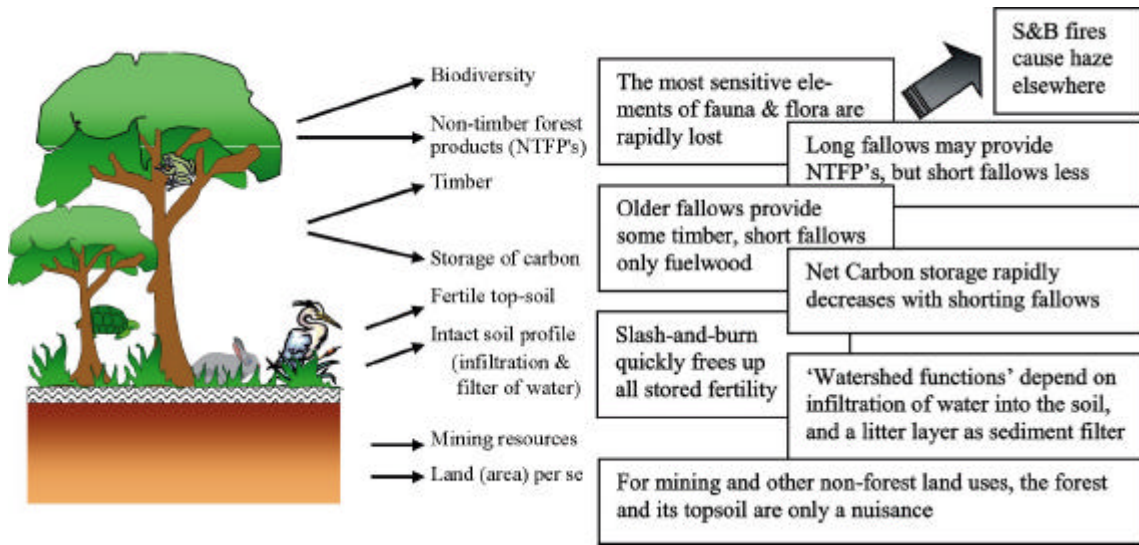 Biodiversity
Non-timber forest
products (NTFP's)
Timber
Storage of carbon
Fertile top-soil
Intact soil profile
(infiltration &
filter of water)
Mining resources
Land (area) per se
S&B fires
cause haze
elsewhere
The most sensitive ele-
ments of fauna & flora are
rapidly lost
Long fallows may provide
NTFP’s, but short fallows less
Older fallows provide
some timber, short fallows
only fuelwood
Net Carbon storage rapidly
decreases with shorting fallows
Slash-and-burn
quickly frees up
all stored fertility
‘Watershed functions’ depend on
infiltration of water into the soil,
and a litter layer as sediment filter
For mining and other non-forest land uses, the forest
and its topsoil are only a nuisance